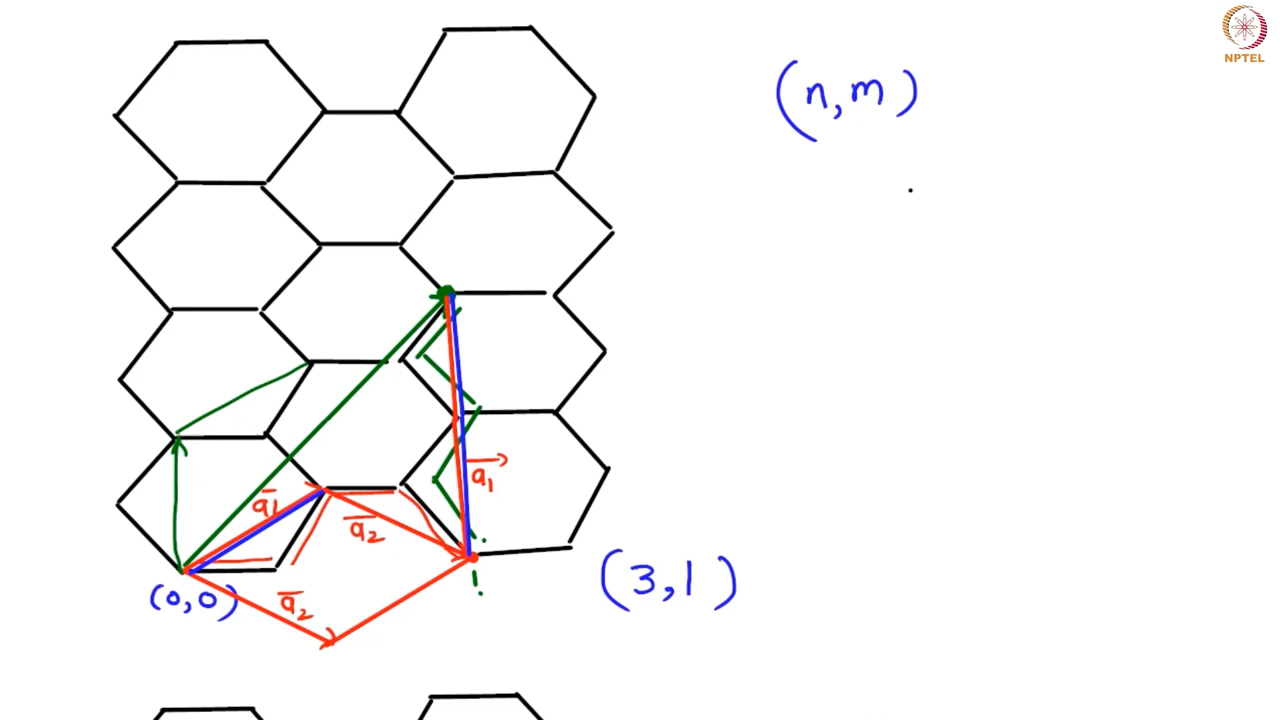 NPTEL
(n,m)
a1
a1
a2
(0,0)
a2
(3,1)